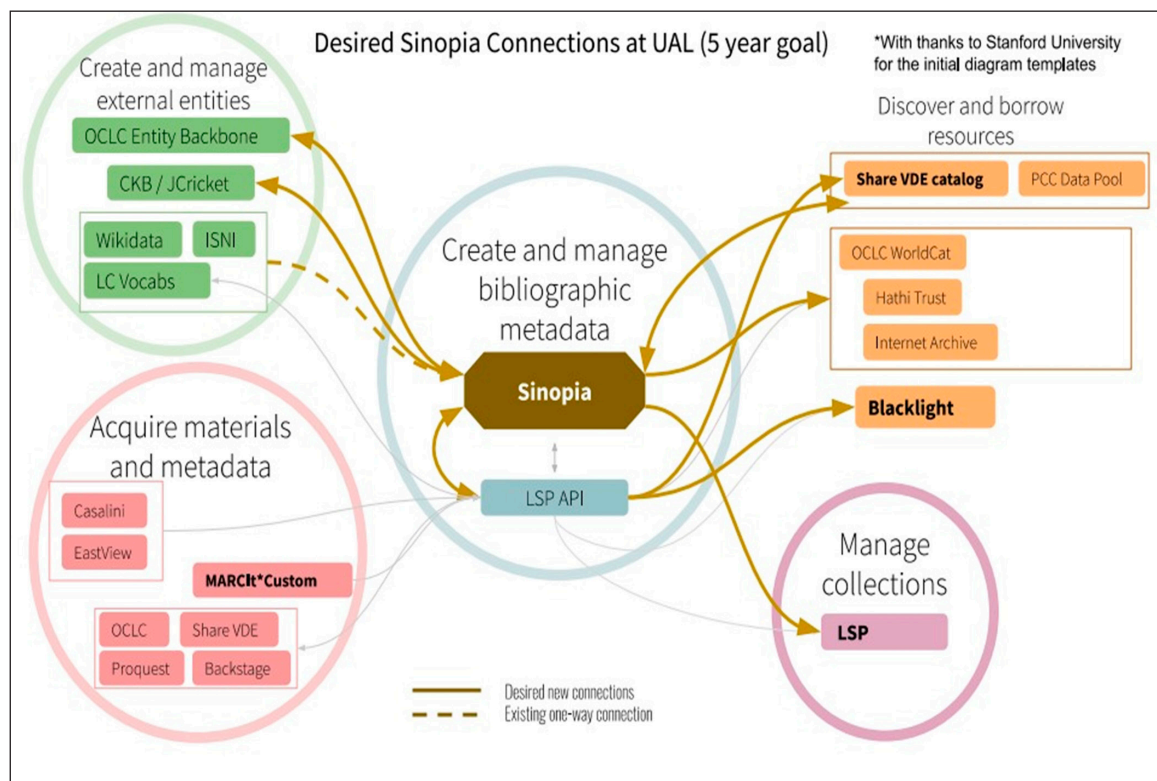 Desired Sinopia Connections at UAL (5 year goal)
*With thanks to Stanford University
for the initial diagram templates
Create and manage
external entities
OCLC Entity Backbone
CKB / JCricket
Wikidata
ISNI
LC Vocabs
Create and manage
bibliographic
metadata
Sinopia
LSP API
Discover and borrow
resources
Share VDE catalog
PCC Data Pool
OCLC WorldCat
Hathi Trust
Internet Archive
Blacklight
Acquire materials
and metadata
Casalini
EastView
MARCIt*Custom
OCLC
Share VDE
Proquest
Backstage
Manage
collections
LSP
Desired new connections
Existing one-way connection